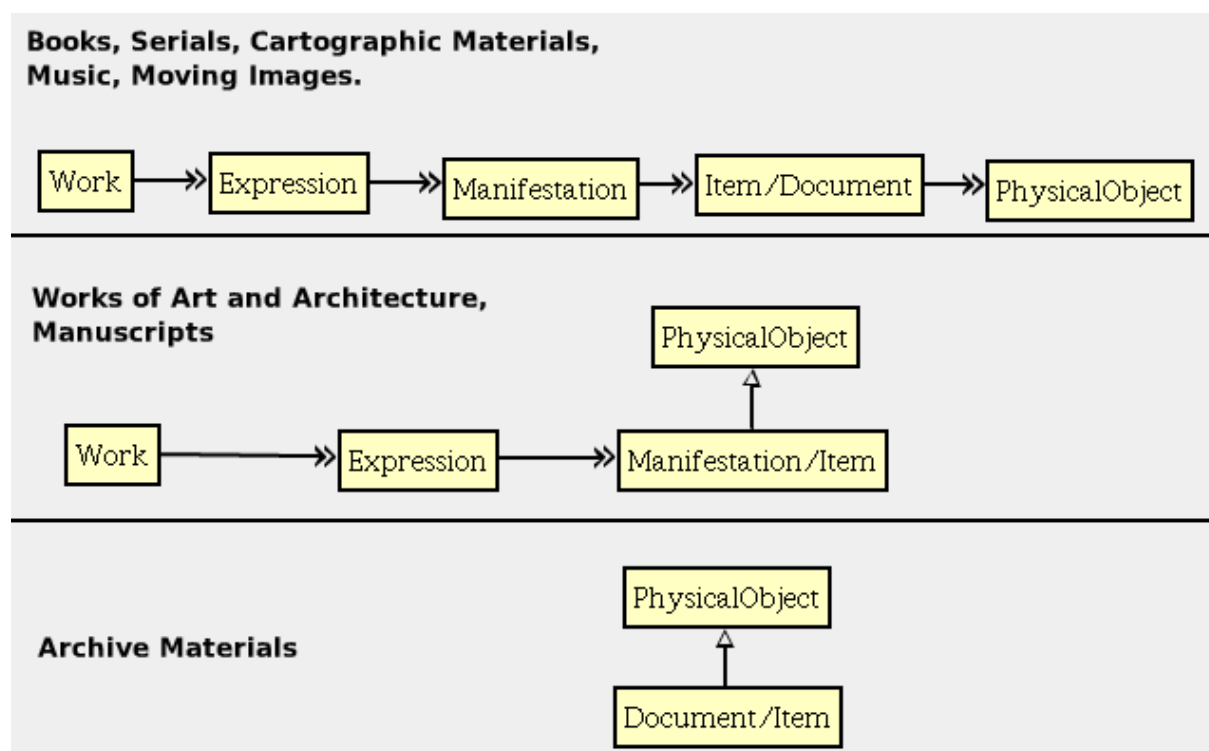 Books, Serials, Cartographic Materials,
Music, Moving Images.
Work
Expression
Manifestation
Item/Document
PhysicalObject
Works of Art and Architecture,
Manuscripts
PhysicalObject
Work
Expression
Manifestation/Item
PhysicalObject
Archive Materials
Document/Item